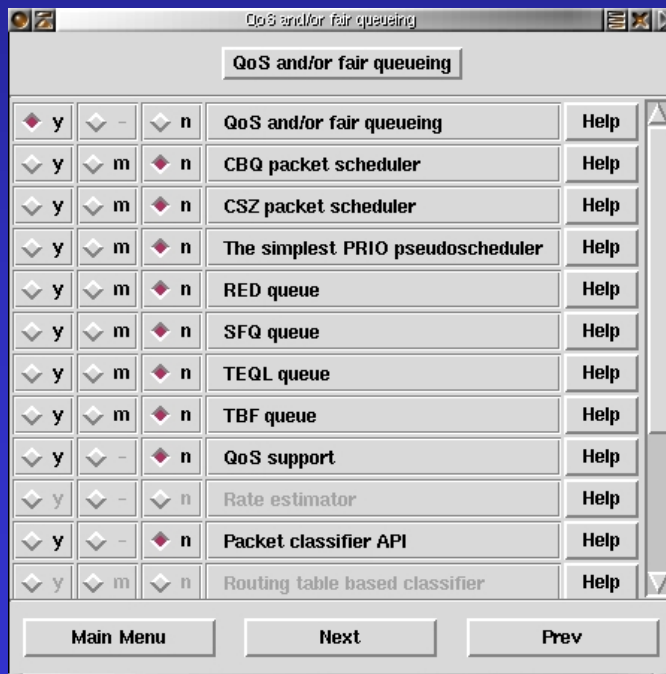 QoS and/or fair queueing
QoS and/or fair queueing
y - n QoS and/or fair queueing Help
y m n CBQ packet scheduler Help
y m n CSZ packet scheduler Help
y m n The simplest PRIO pseudoscheduler Help
y m n RED queue Help
y m n SFQ queue Help
y m n TEQL queue Help
y m n TBF queue Help
y - n QoS support Help
y - n Rate estimator Help
y - n Packet classifier API Help
y m n Routing table based classifier Help
Main Menu Next Prev